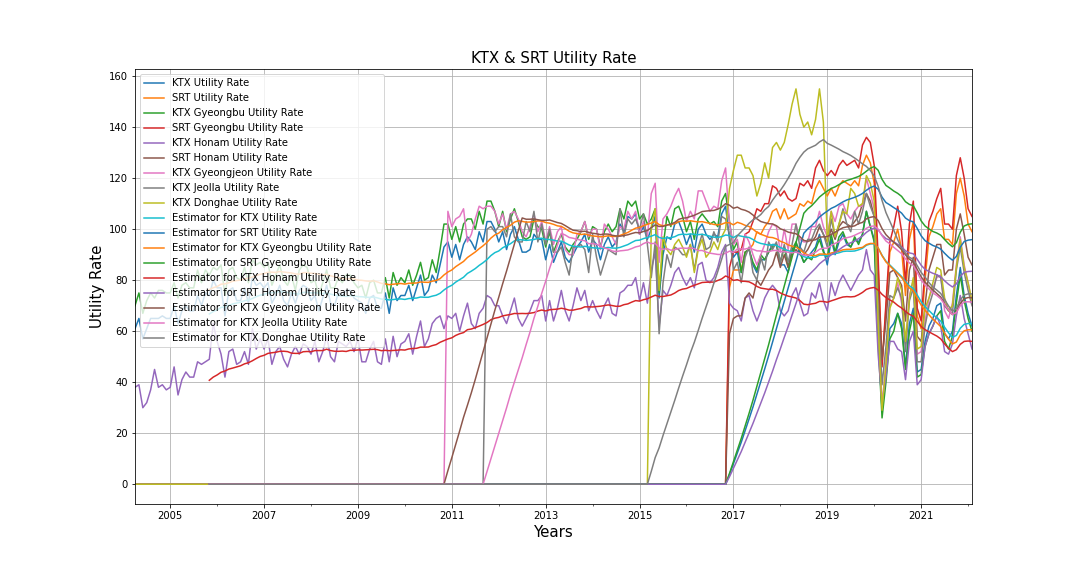 KTX & SRT Utility Rate
160
140
120
100
80
60
40
20
0
Utility Rate
KTX Utility Rate
SRT Utility Rate
KTX Gyeongbu Utility Rate
SRT Gyeongbu Utility Rate
KTX Honam Utility Rate
SRT Honam Utility Rate
KTX Gyeongjeon Utility Rate
KTX Jeolla Utility Rate
KTX Donghae Utility Rate
Estimator for KTX Utility Rate
Estimator for SRT Utility Rate
Estimator for KTX Gyeongbu Utility Rate
Estimator for SRT Gyeongbu Utility Rate
Estimator for KTX Honam Utility Rate
Estimator for SRT Honam Utility Rate
Estimator for KTX Gyeongjeon Utility Rate
Estimator for KTX Jeolla Utility Rate
Estimator for KTX Donghae Utility Rate
2005 2007 2009 2011 2013 2015 2017 2019 2021
Years